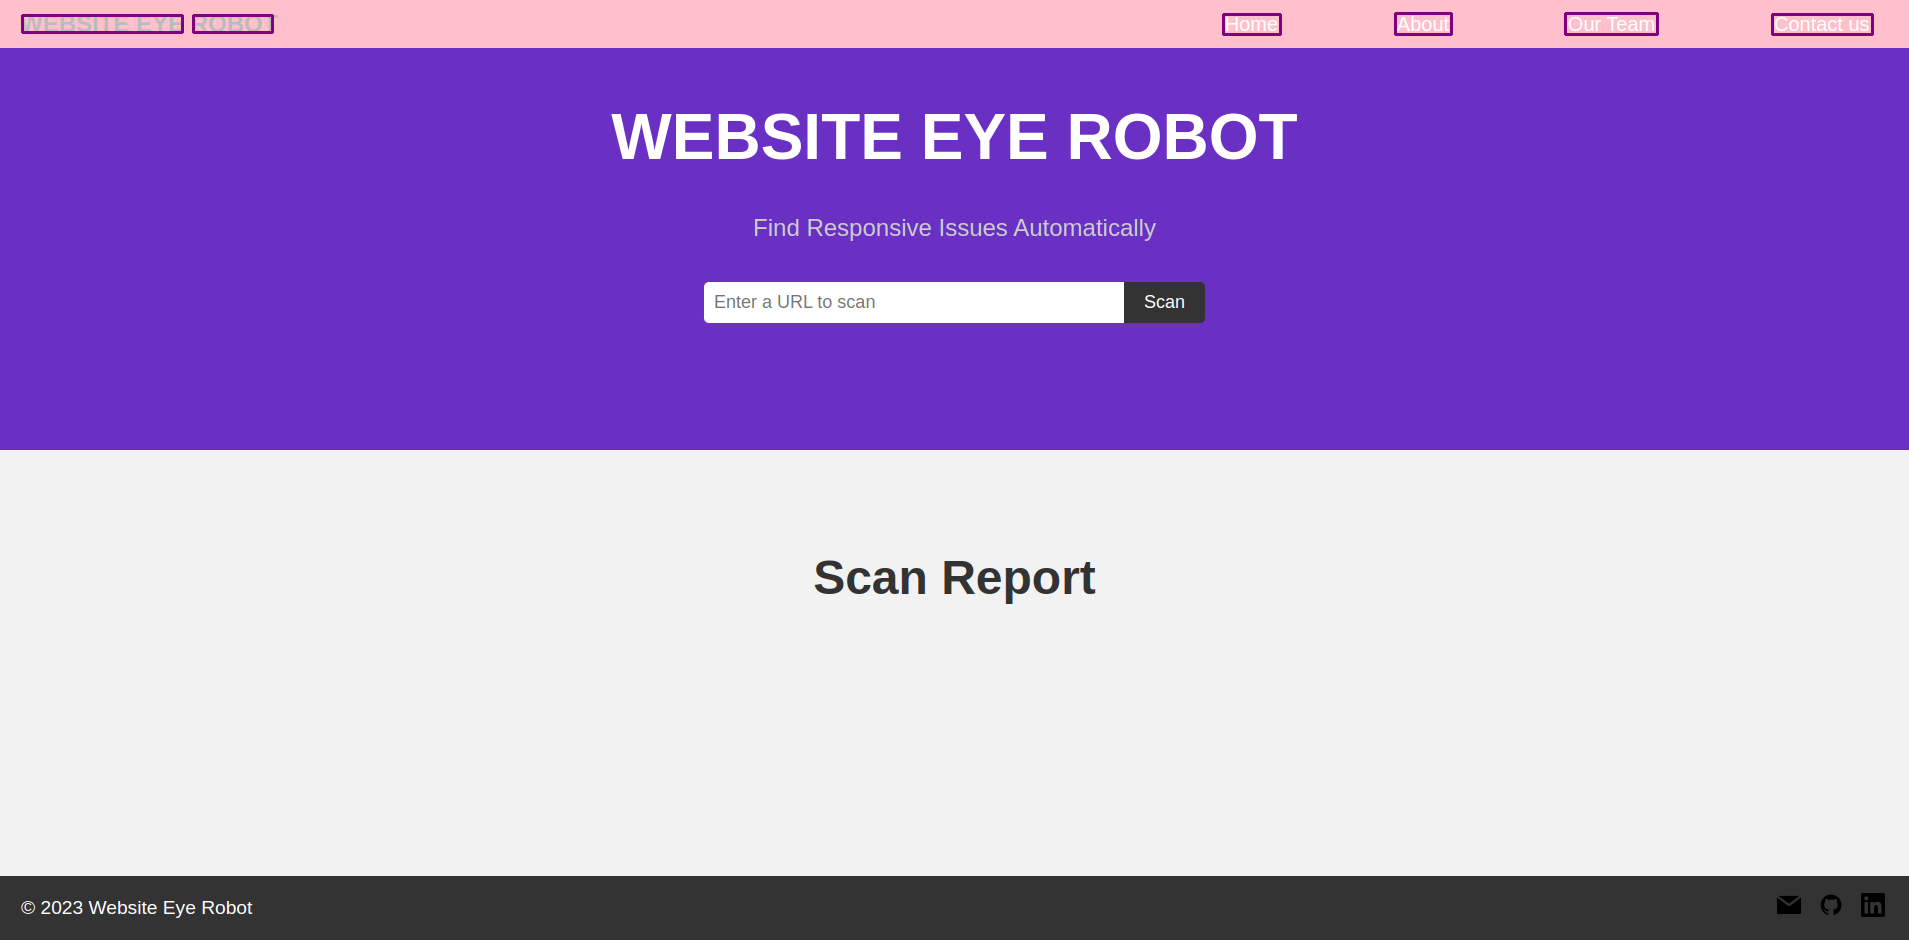 WEBSITE EYE ROBOT Home About Our Team Contact us
WEBSITE EYE ROBOT
Find Responsive Issues Automatically
Enter a URL to scan Scan
Scan Report
© 2023 Website Eye Robot